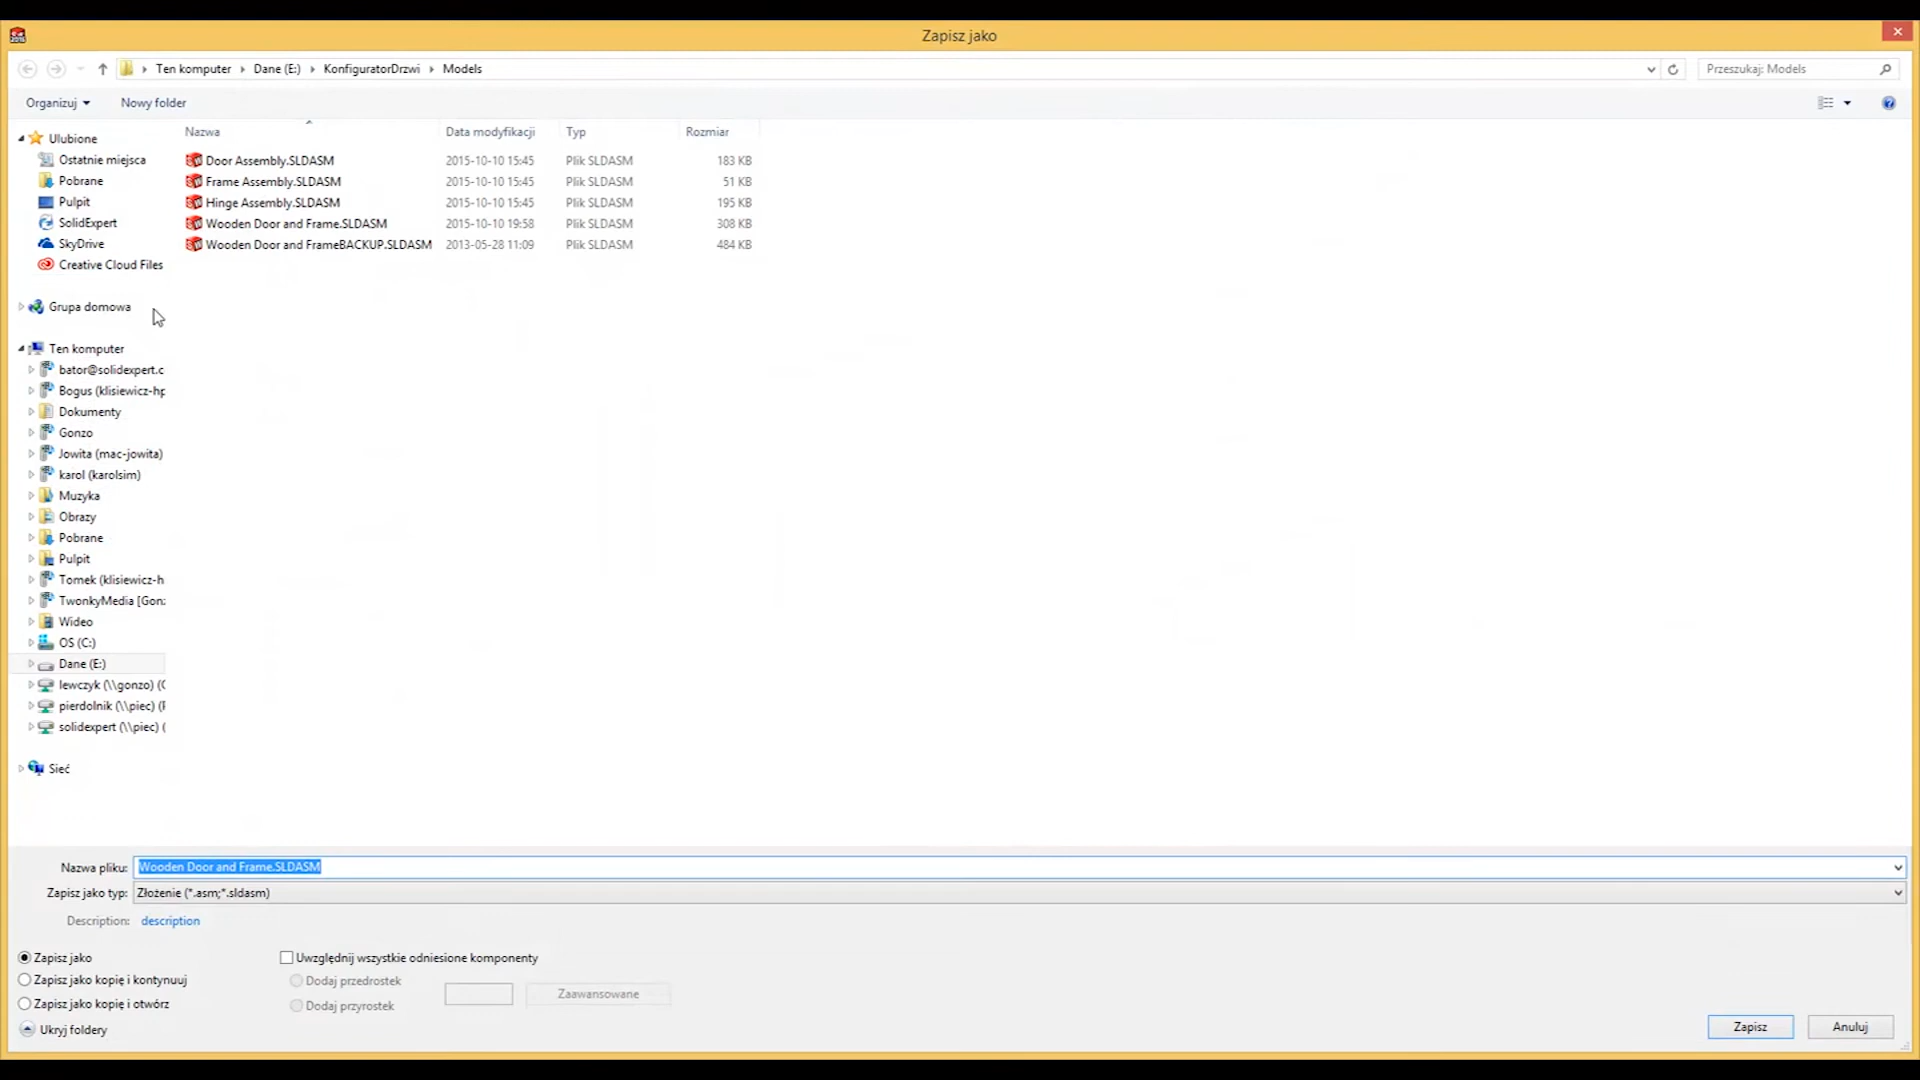 Zapisz jako
Ten komputer Dane (E:) KonfiguratorDrzwi Models
Przeszukaj: Models
Organizuj Nowy folder
Nazwa Data modyfikacji Typ Rozmiar
Door Assembly.SLDASM 2015-10-10 15:45 Plik SLDASM 183 KB
Frame Assembly.SLDASM 2015-10-10 15:45 Plik SLDASM 51 KB
Hinge Assembly.SLDASM 2015-10-10 15:45 Plik SLDASM 195 KB
Wooden Door and Frame.SLDASM 2015-10-10 19:58 Plik SLDASM 308 KB
Wooden Door and FrameBACKUP.SLDASM 2013-05-28 11:09 Plik SLDASM 484 KB
Ulubione
Ostatnie miejsca
Pobrane
Pulpit
SolidExpert
SkyDrive
Creative Cloud Files
Grupa domowa
Ten komputer
bator@solidexpert.c
Bogus (klisiewicz-hp
Dokumenty
Gonzo
Jowita (mac-jowita)
karol (karolsim)
Muzyka
Obrazy
Pobrane
Pulpit
Tomek (klisiewicz-h
TwonkyMedia [Gon:
Wideo
OS (C:)
Dane (E:)
lewczyk (\\gonzo) (
pierdolnik (\\piec) (
solidexpert (\\piec) (
Sieć
Nazwa pliku: Wooden Door and Frame.SLDASM
Zapisz jako typ: Złożenie (*.asm;*.sldasm)
Description: description
Zapisz jako
Zapisz jako kopię i kontynuuj
Zapisz jako kopię i otwórz
Uwzględnij wszystkie odniesione komponenty
Dodaj przedrostek
Dodaj przyrostek
Zaawansowane
Ukryj foldery
Zapisz Anuluj